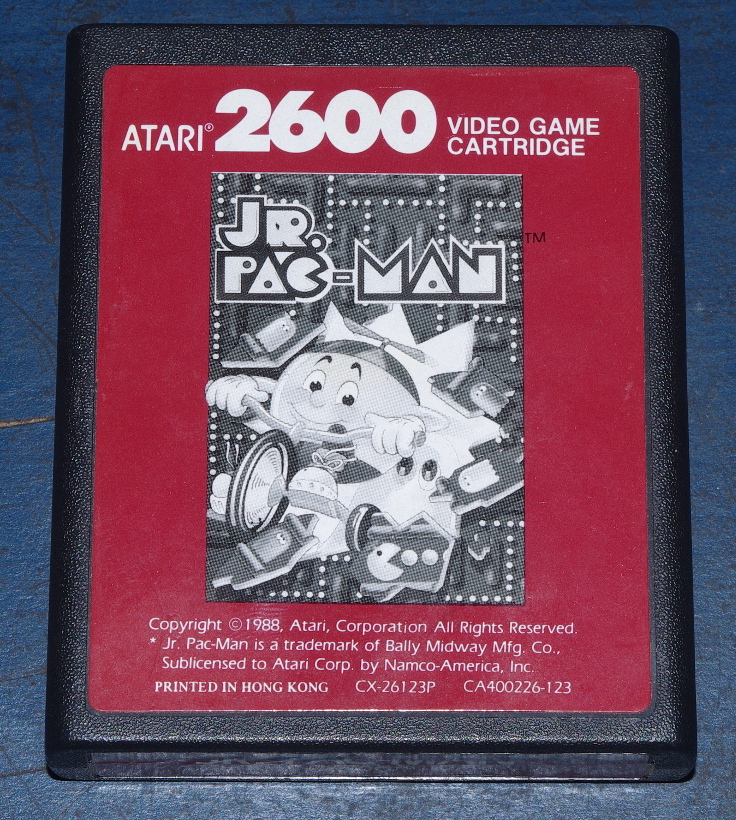 ATARI® 2600 VIDEO GAME
CARTRIDGE
JR.
PAC-MAN TM
Copyright ©1988, Atari, Corporation All Rights Reserved.
* Jr. Pac-Man is a trademark of Bally Midway Mfg. Co.,
Sublicensed to Atari Corp. by Namco-America, Inc.
PRINTED IN HONG KONG CX-26123P CA400226-123